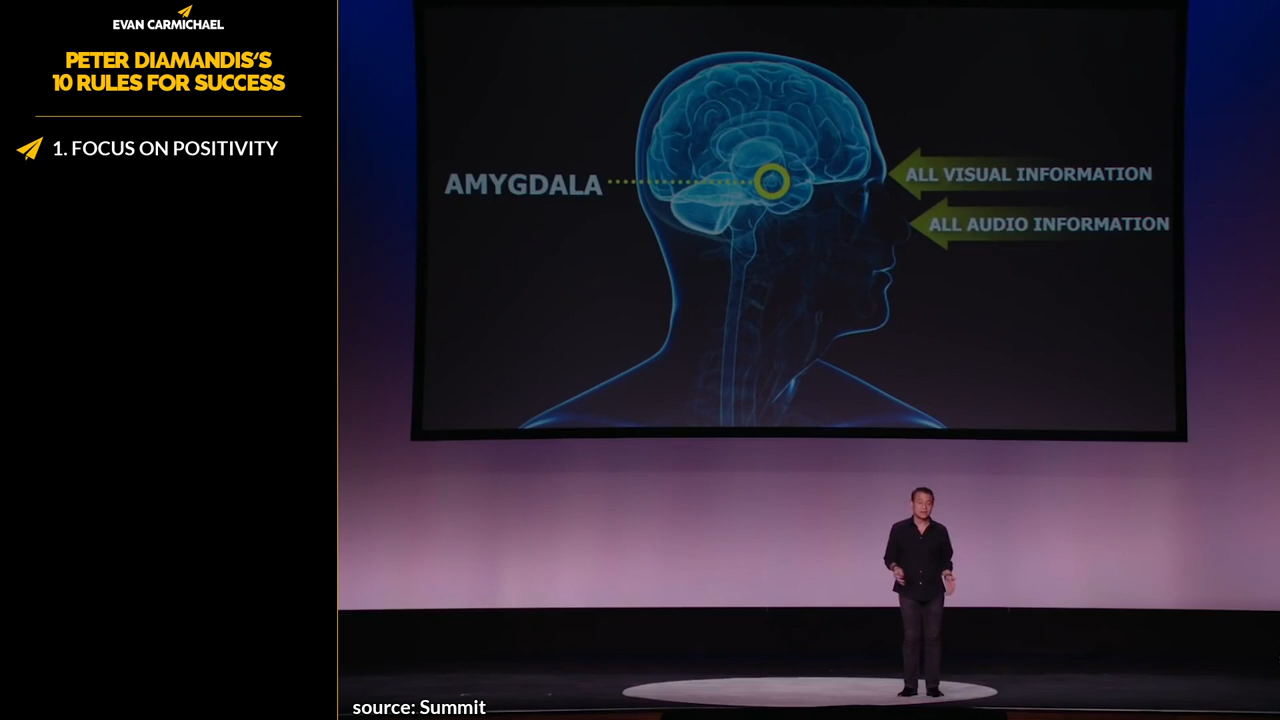 EVAN CARMICHAEL
PETER DIAMANDIS'S
10 RULES FOR SUCCESS
1. FOCUS ON POSITIVITY
AMYGDALA
ALL VISUAL INFORMATION
ALL AUDIO INFORMATION
source: Summit